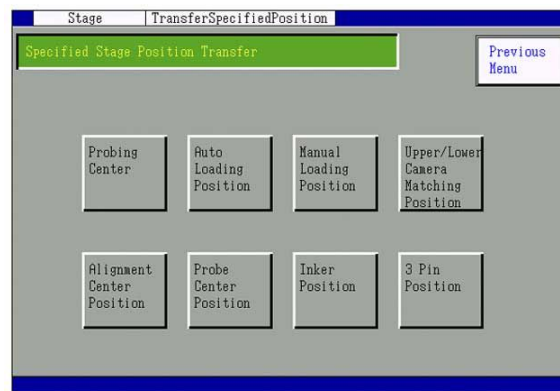 Stage
TransferSpecifiedPosition
Specified Stage Position Transfer
Previous
Menu
Probing
Center
Auto
Loading
Position
Manual
Loading
Position
Upper/Lower
Camera
Matching
Position
Alignment
Center
Position
Probe
Center
Position
Inker
Position
3 Pin
Position